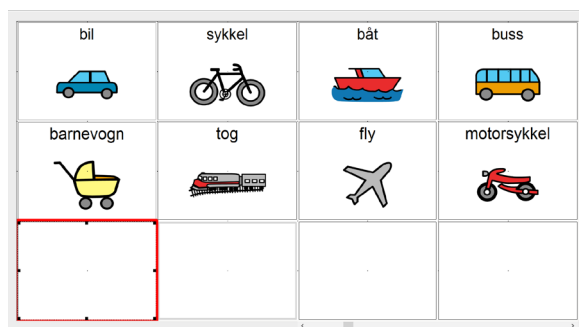 bil
sykkel
båt
buss
barnevogn
tog
fly
motorsykkel